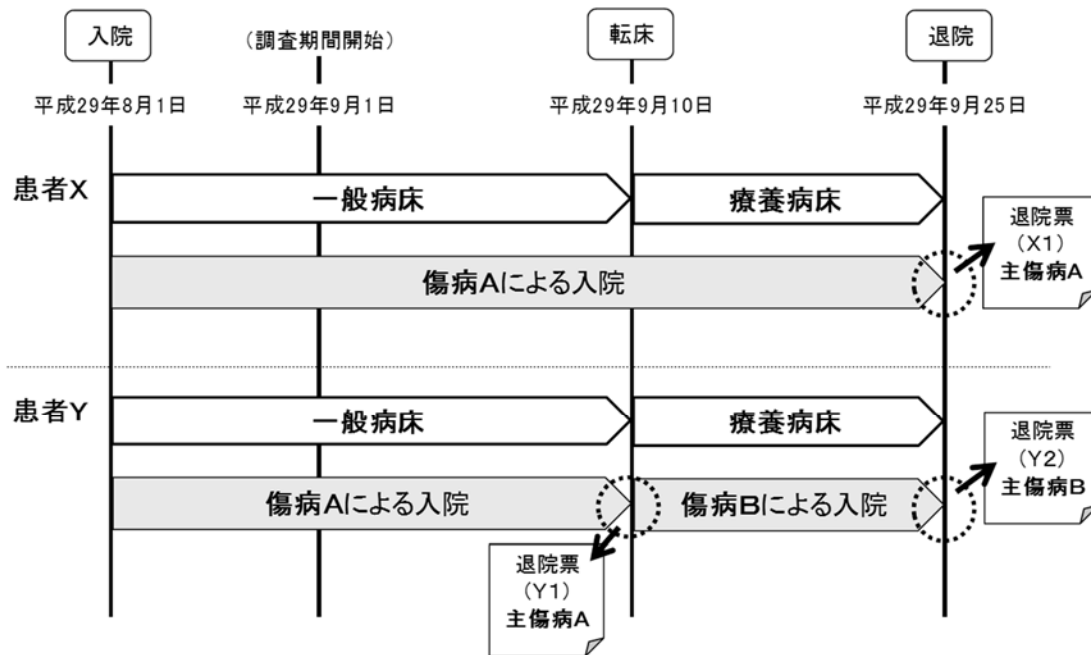 入院
(調査期間開始)
転床
退院
平成29年8月1日
平成29年9月1日
平成29年9月10日
平成29年9月25日
患者X
一般病床
療養病床
退院票
(X1)
主傷病A
傷病Aによる入院
患者Y
一般病床
療養病床
退院票
(Y2)
主傷病B
傷病Aによる入院
傷病Bによる入院
退院票
(Y1)
主傷病A